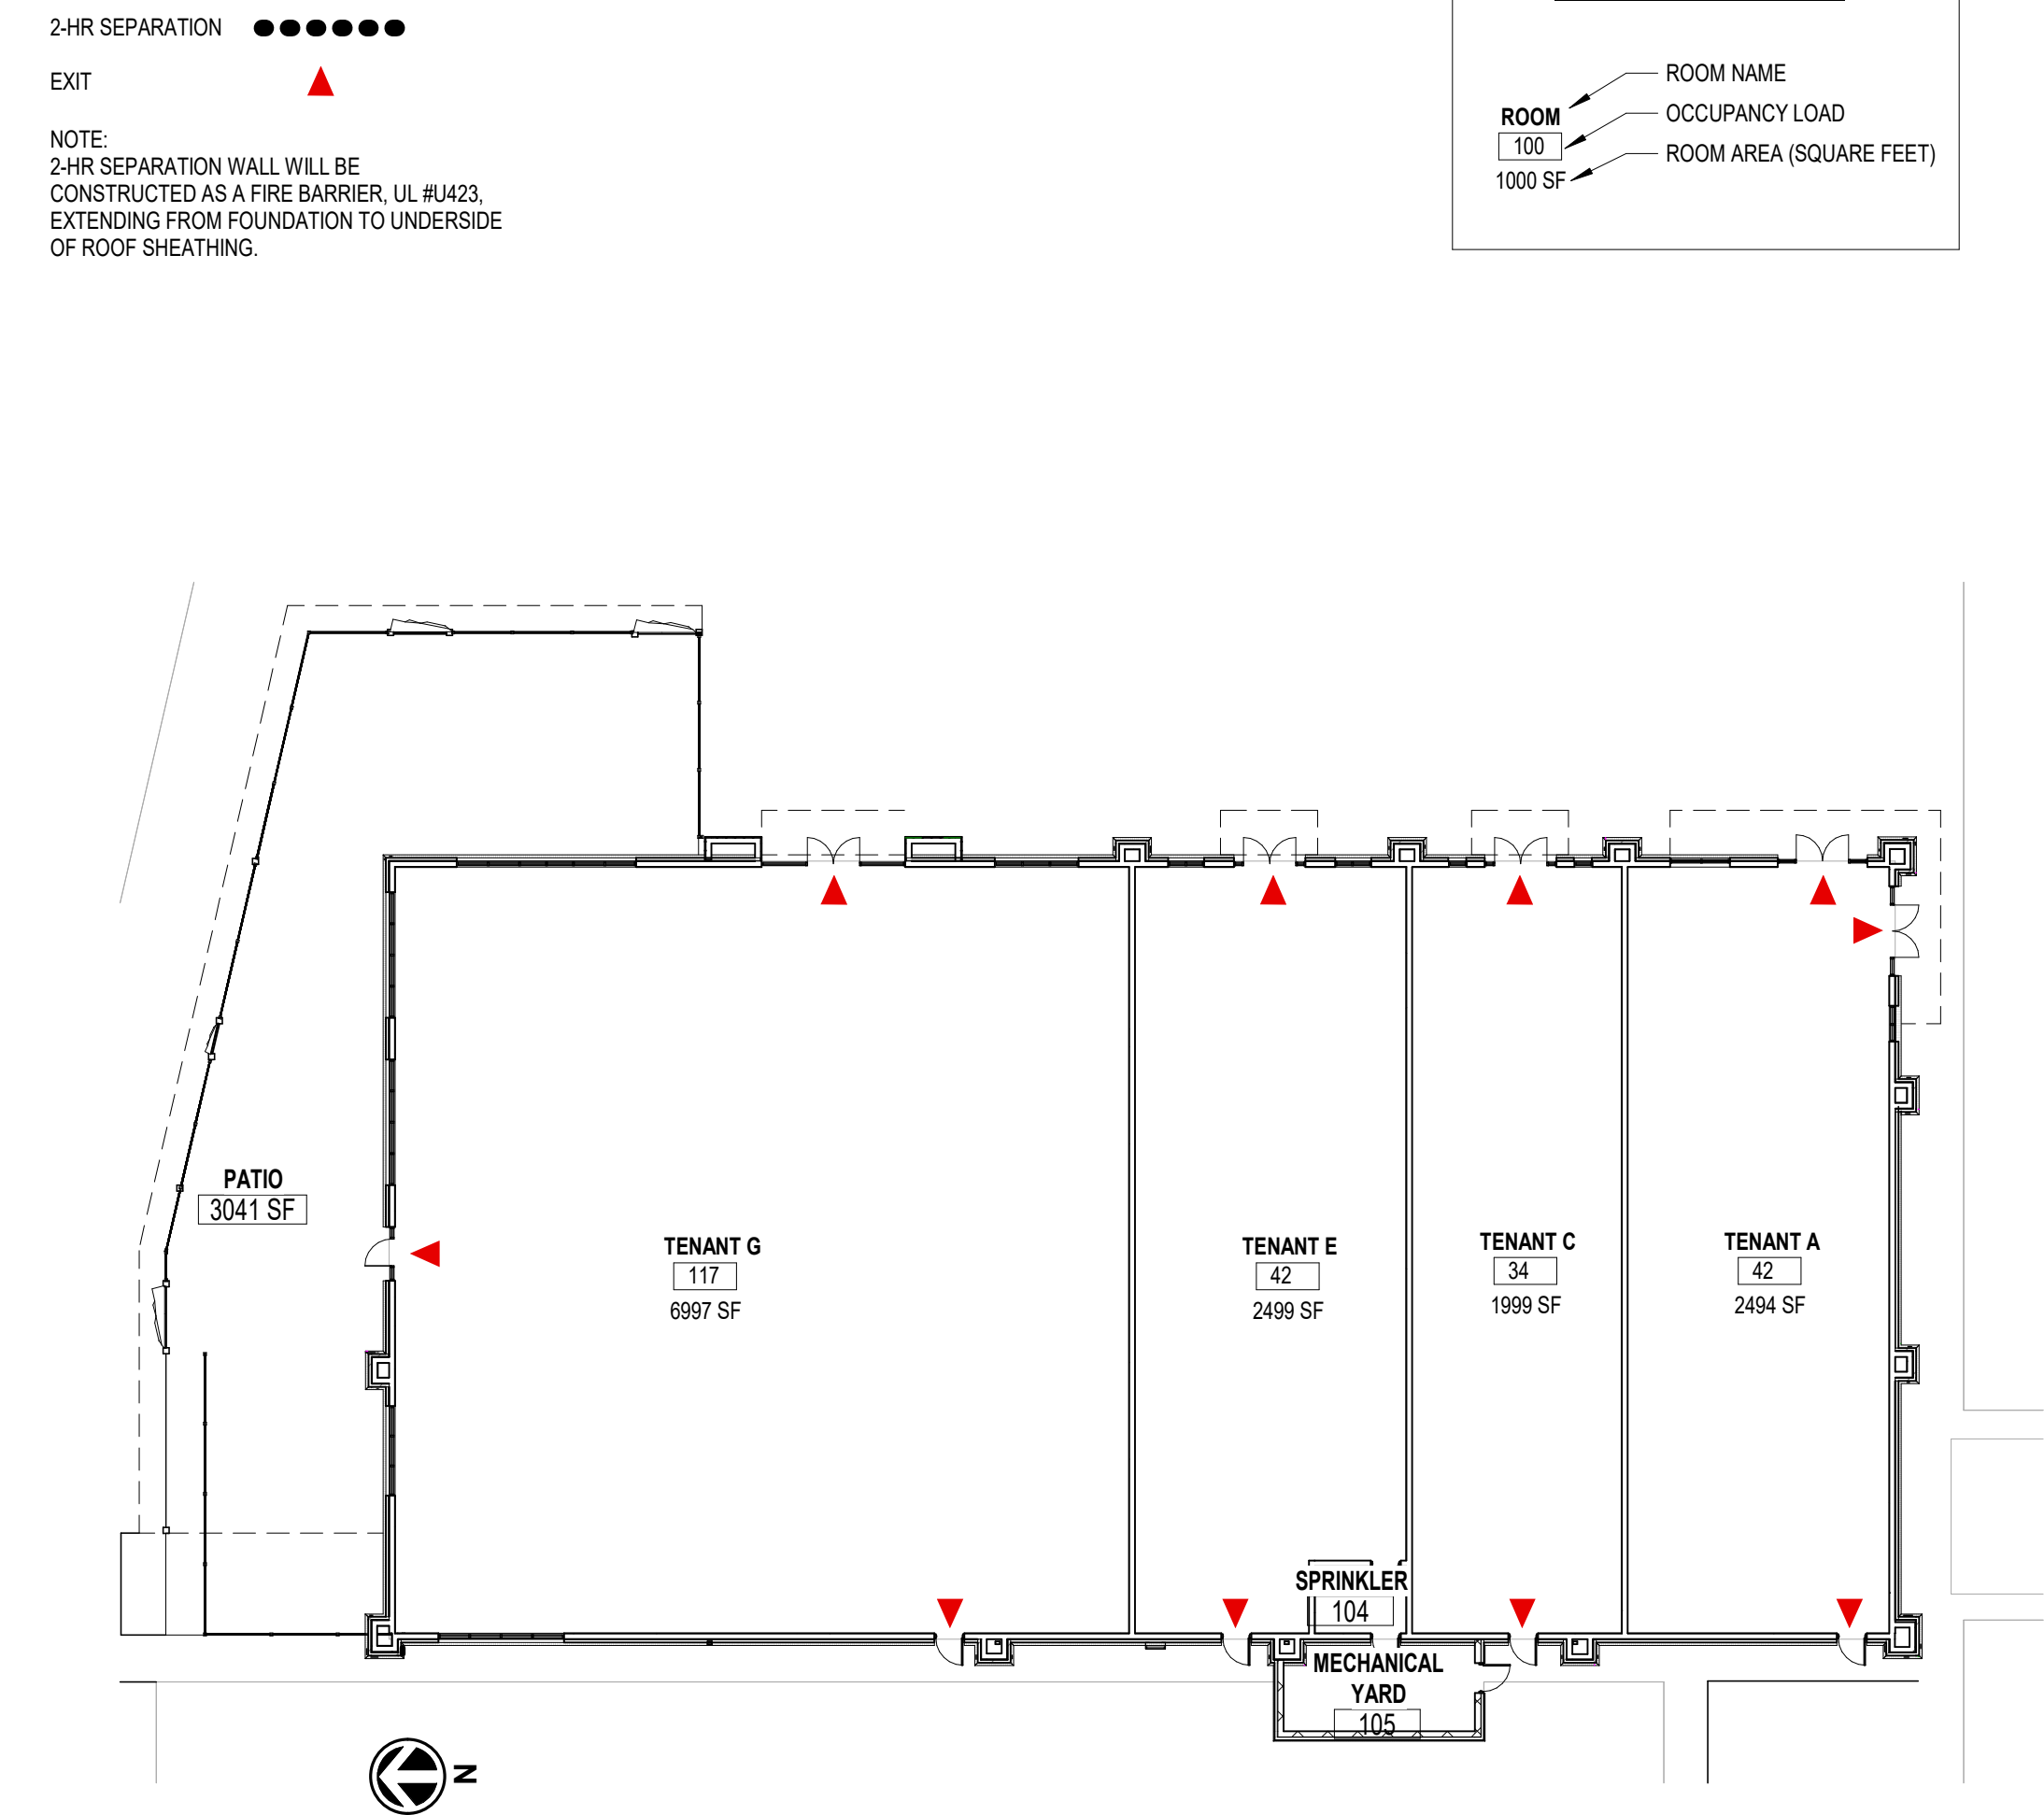 2-HR SEPARATION
EXIT
NOTE:
2-HR SEPARATION WALL WILL BE
CONSTRUCTED AS A FIRE BARRIER, UL #U423,
EXTENDING FROM FOUNDATION TO UNDERSIDE
OF ROOF SHEATHING.
ROOM NAME
OCCUPANCY LOAD
ROOM AREA (SQUARE FEET)
ROOM
100
1000 SF
PATIO
3041 SF
TENANT G
117
6997 SF
TENANT E
42
2499 SF
TENANT C
34
1999 SF
TENANT A
42
2494 SF
SPRINKLER
104
MECHANICAL
YARD
105
N